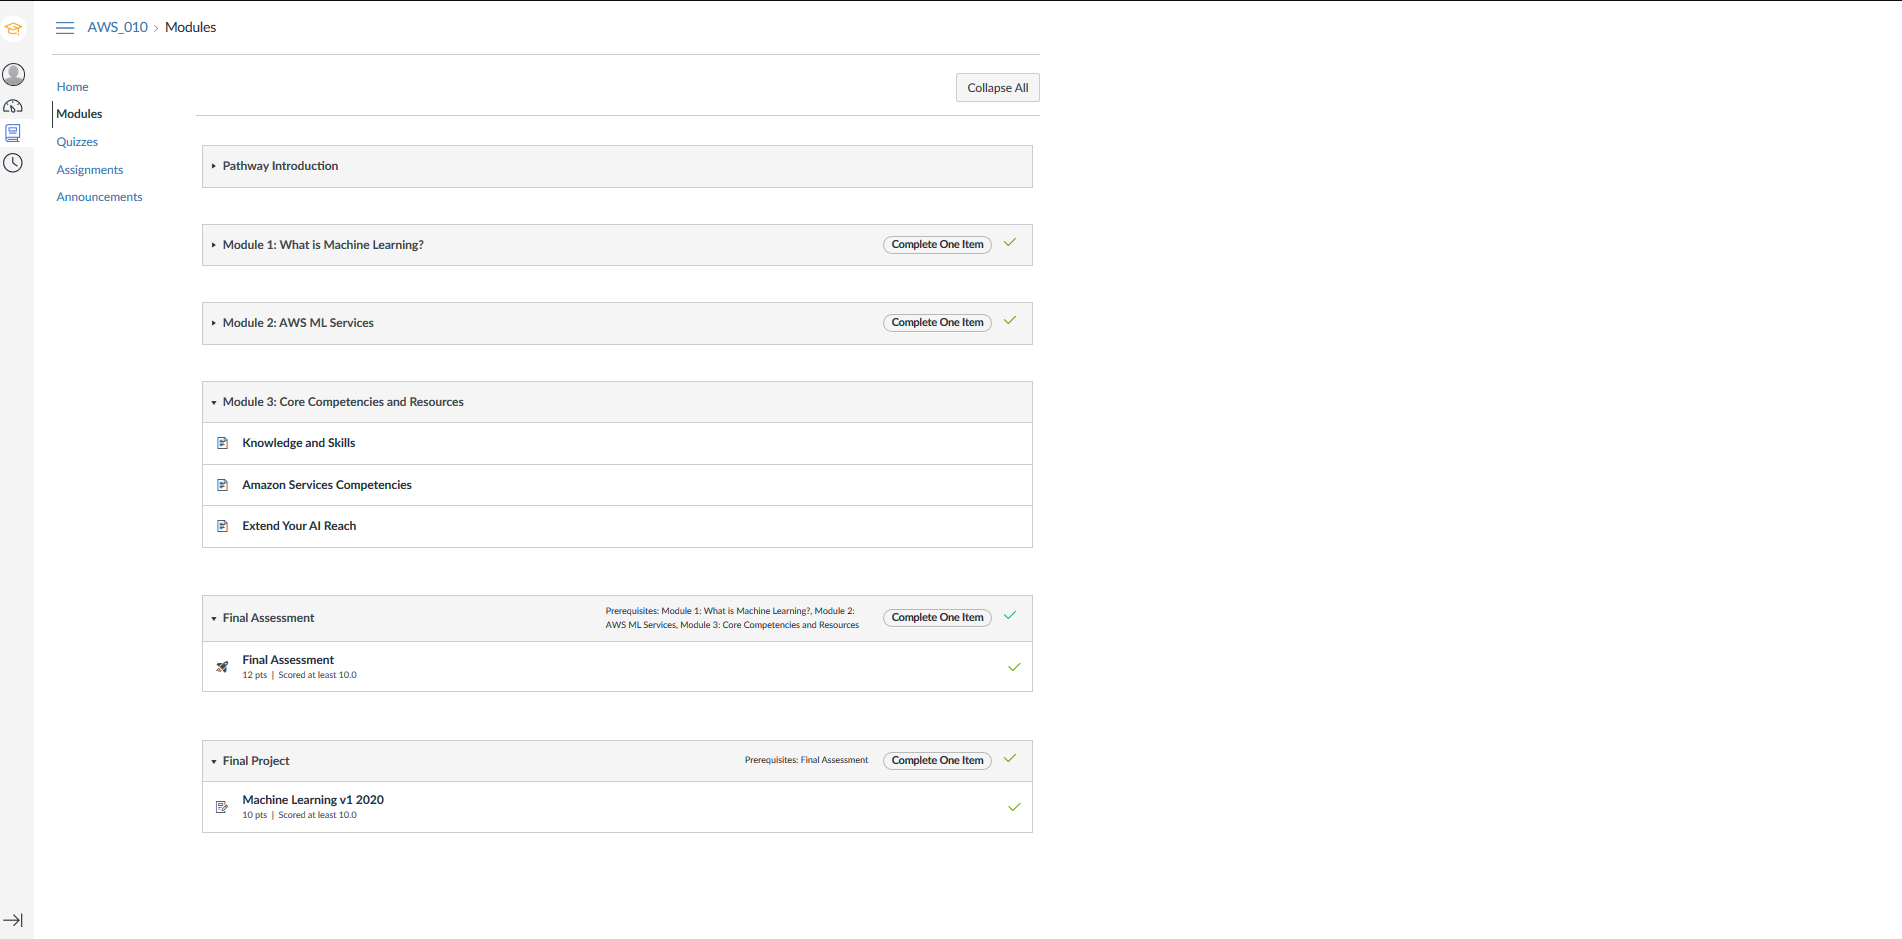 AWS_010 › Modules
Home
Modules
Quizzes
Assignments
Announcements
Collapse All
Pathway Introduction
Module 1: What is Machine Learning?
Complete One Item
Module 2: AWS ML Services
Complete One Item
Module 3: Core Competencies and Resources
Knowledge and Skills
Amazon Services Competencies
Extend Your AI Reach
Final Assessment
Prerequisites: Module 1: What is Machine Learning?, Module 2:
AWS ML Services, Module 3: Core Competencies and Resources
Complete One Item
Final Assessment
12 pts | Scored at least 10.0
Final Project
Prerequisites: Final Assessment
Complete One Item
Machine Learning v1 2020
10 pts | Scored at least 10.0